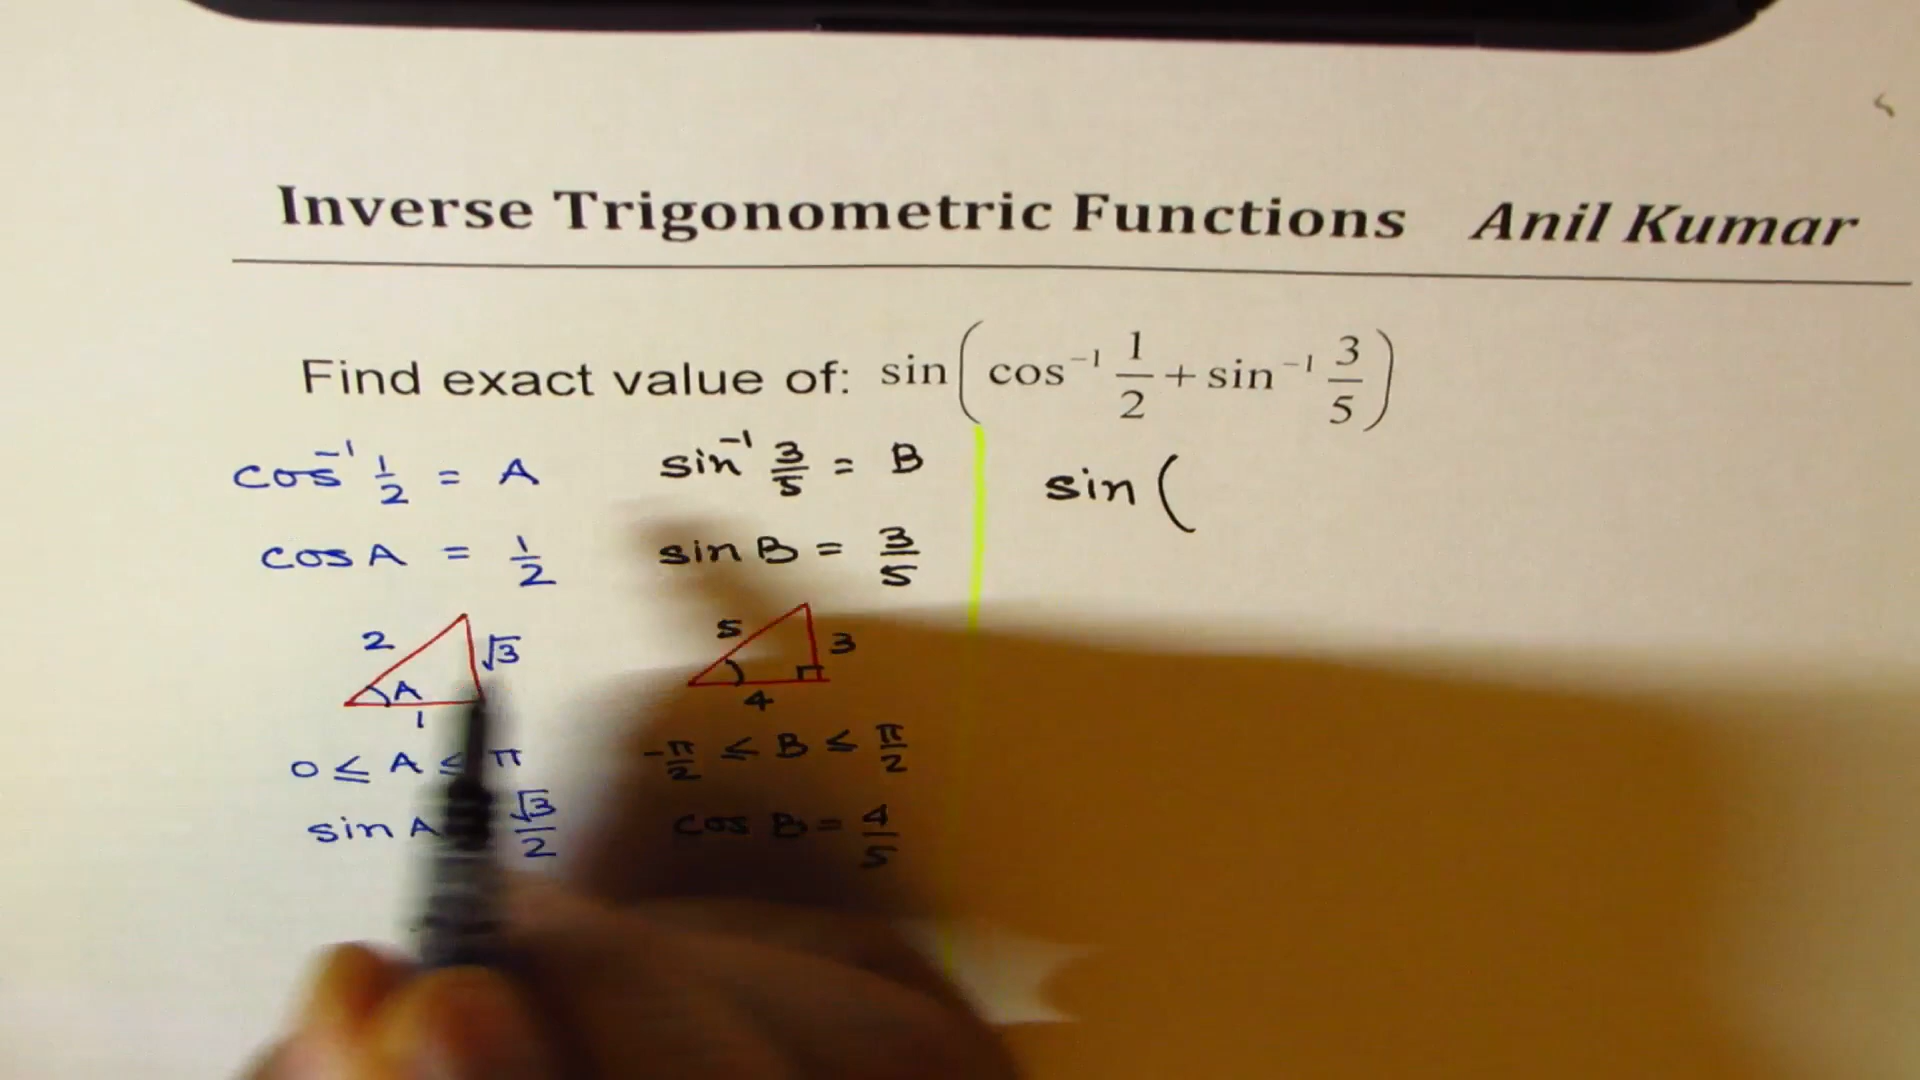 Inverse Trigonometric Functions Anil Kumar
Find exact value of: sin(cos⁻¹ 1/2 + sin⁻¹ 3/5)
cos⁻¹ 1/2 = A
cos A = 1/2
2 √3
A
1
0 ≤ A ≤ π
sin A √3/2
sin⁻¹ 3/5 = B
sin B = 3/5
5 3
4
-π/2 ≤ B ≤ π/2
cos B = 4/5
sin (